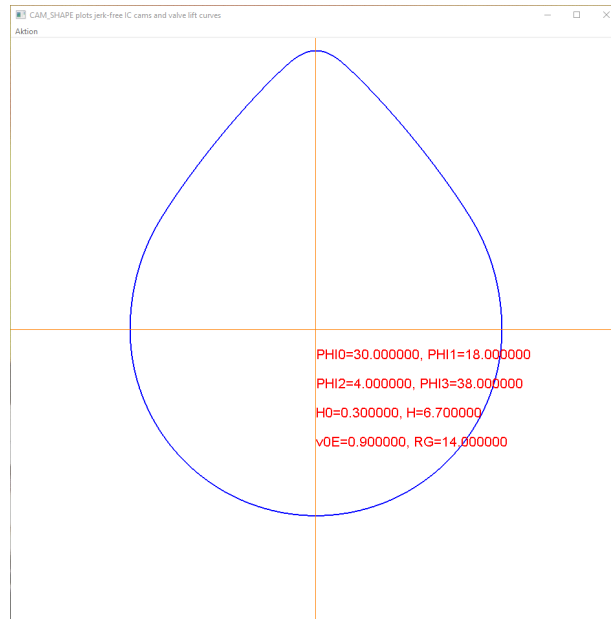 CAM_SHAPE plots jerk-free IC cams and valve lift curves
Aktion
PHI0=30.000000, PHI1=18.000000
PHI2=4.000000, PHI3=38.000000
H0=0.300000, H=6.700000
v0E=0.900000, RG=14.000000